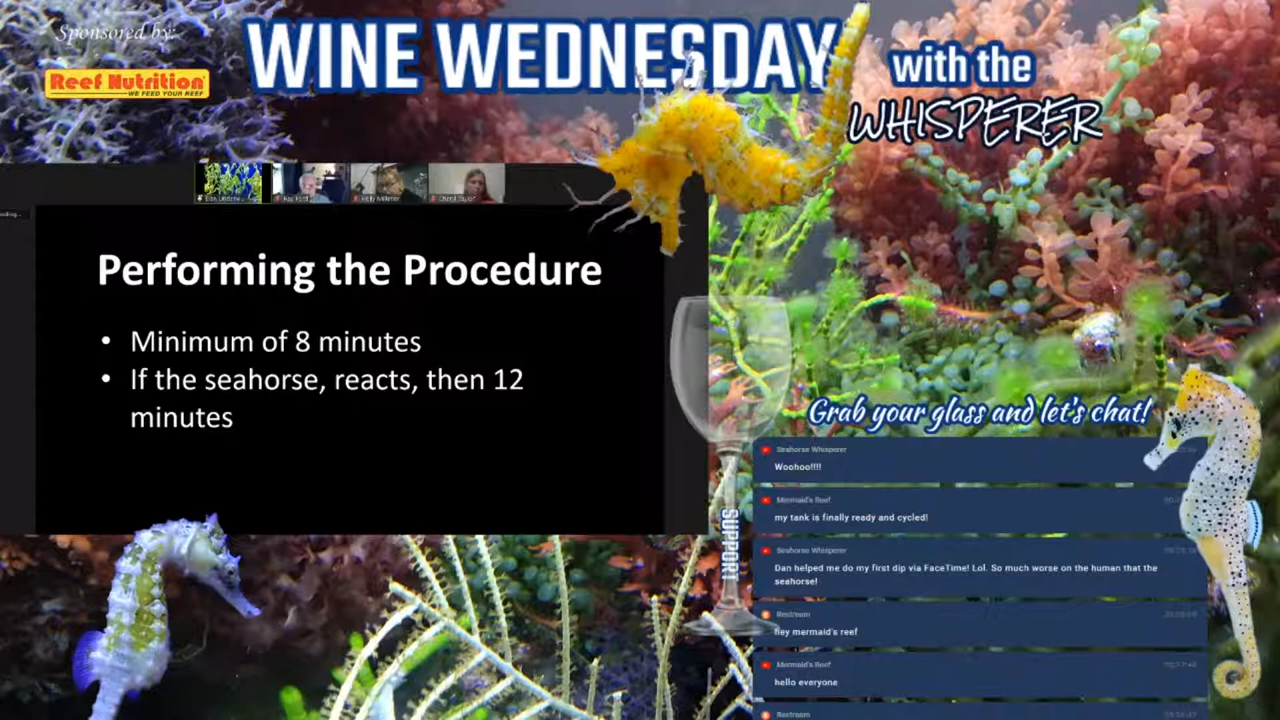 Sponsored by:
Reef Nutrition
WE FEED YOUR REEF
WINE WEDNESDAY
with the
WHISPERER
Performing the Procedure
• Minimum of 8 minutes
• If the seahorse, reacts, then 12
minutes
SUPPORT
Grab your glass and let's chat!
Seahorse Whisperer
Woohoo!!!!
Mermaid's Reef
my tank is finally ready and cycled!
Seahorse Whisperer
Dan helped me do my first dip via FaceTime! Lol. So much worse on the human that the
seahorse!
Restream
hey mermaid's reef
Mermaid's Reef
hello everyone
Restream